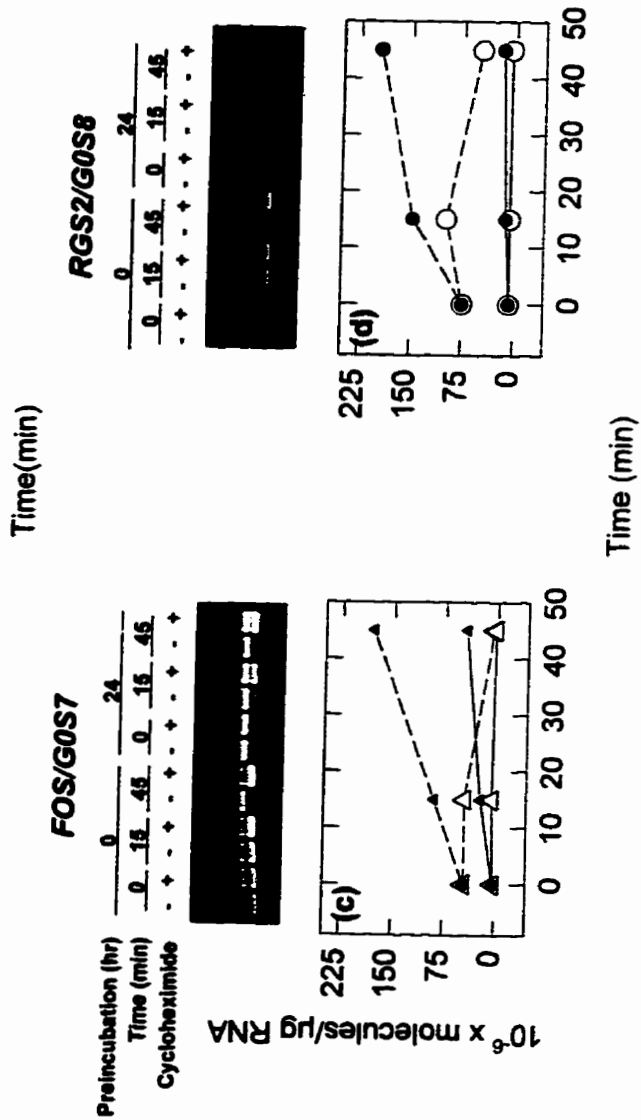 Time(min)
FOS/G0S7
RGS2/G0S8
Preincubation (hr) 0 24 0 24
Time (min) 0 15 45 0 15 45 0 15 45 0 15 45
Cycloheximide - + - + - + - + - + - + - + - + - + - + - + - +
10⁻⁶ x molecules/µg RNA
225
150
75
0
(c)
0 10 20 30 40 50
225
150
75
0
(d)
0 10 20 30 40 50
Time (min)